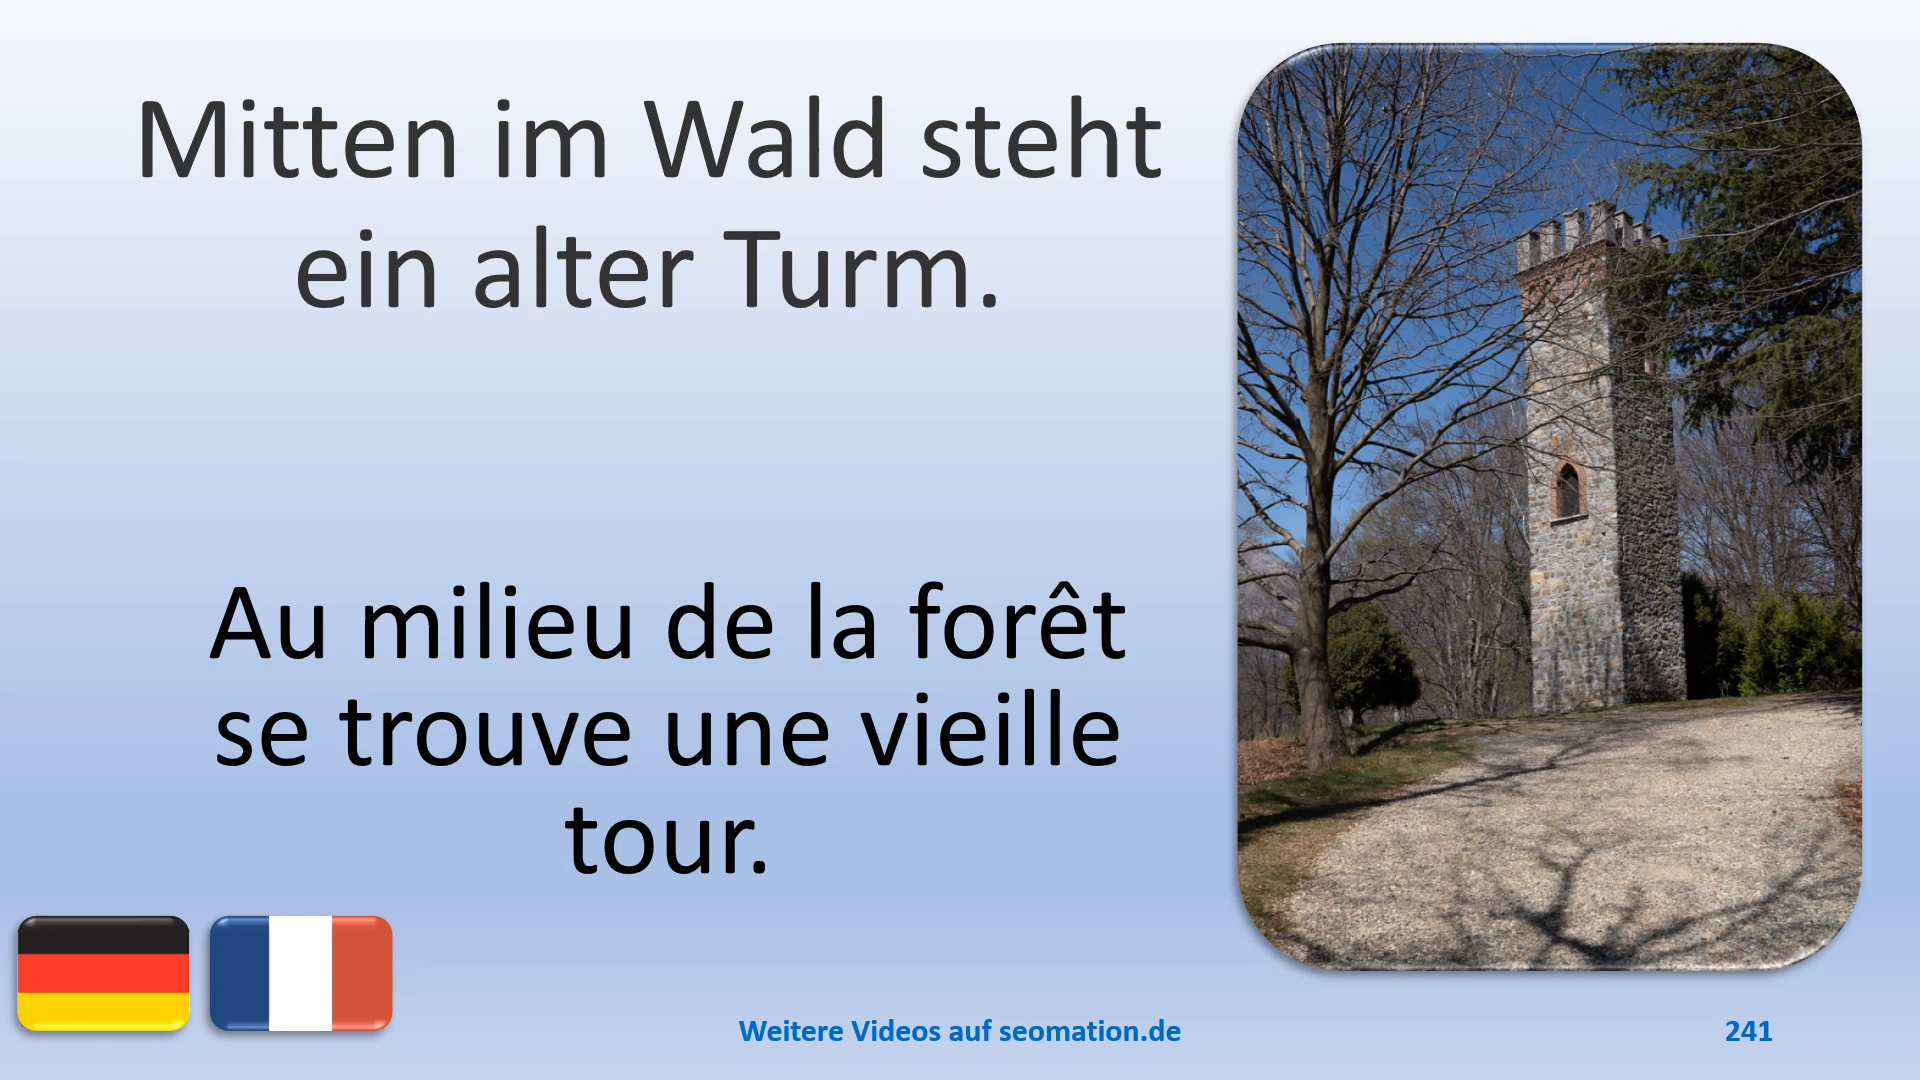 Mitten im Wald steht
ein alter Turm.
Au milieu de la forêt
se trouve une vieille
tour.
Weitere Videos auf seomation.de
241